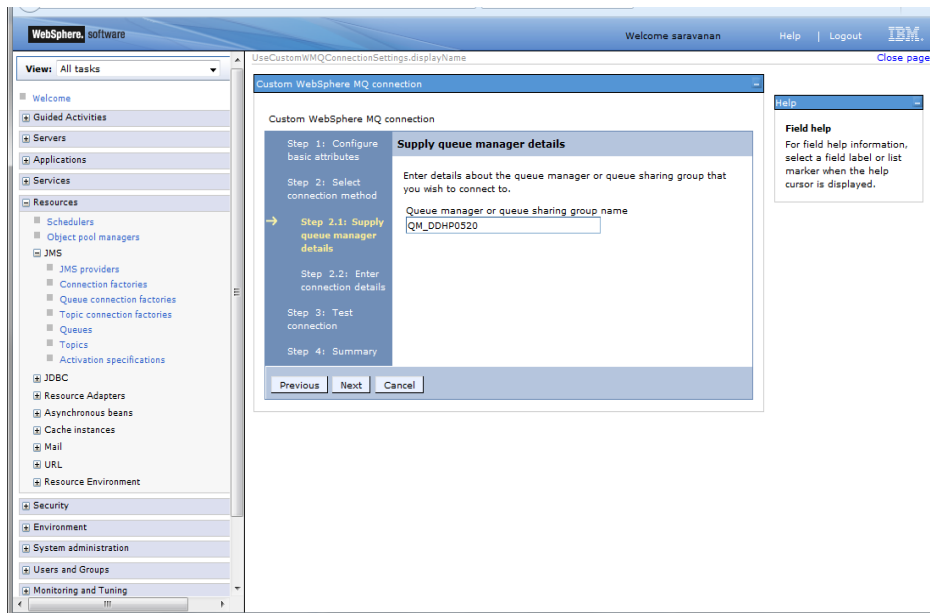 WebSphere. software
Welcome saravanan
Help | Logout
IBM.
View: All tasks
Welcome
Guided Activities
Servers
Applications
Services
Resources
Schedulers
Object pool managers
JMS
JMS providers
Connection factories
Queue connection factories
Topic connection factories
Queues
Topics
Activation specifications
JDBC
Resource Adapters
Asynchronous beans
Cache instances
Mail
URL
Resource Environment
Security
Environment
System administration
Users and Groups
Monitoring and Tuning
UseCustomWMQConnectionSettings.displayName
Close page
Custom WebSphere MQ connection
Custom WebSphere MQ connection
Step 1: Configure
basic attributes
Step 2: Select
connection method
Step 2.1: Supply
queue manager
details
Step 2.2: Enter
connection details
Step 3: Test
connection
Step 4: Summary
Supply queue manager details
Enter details about the queue manager or queue sharing group that
you wish to connect to.
Queue manager or queue sharing group name
QM_DDHP0520
Previous
Next
Cancel
Help
Field help
For field help information,
select a field label or list
marker when the help
cursor is displayed.